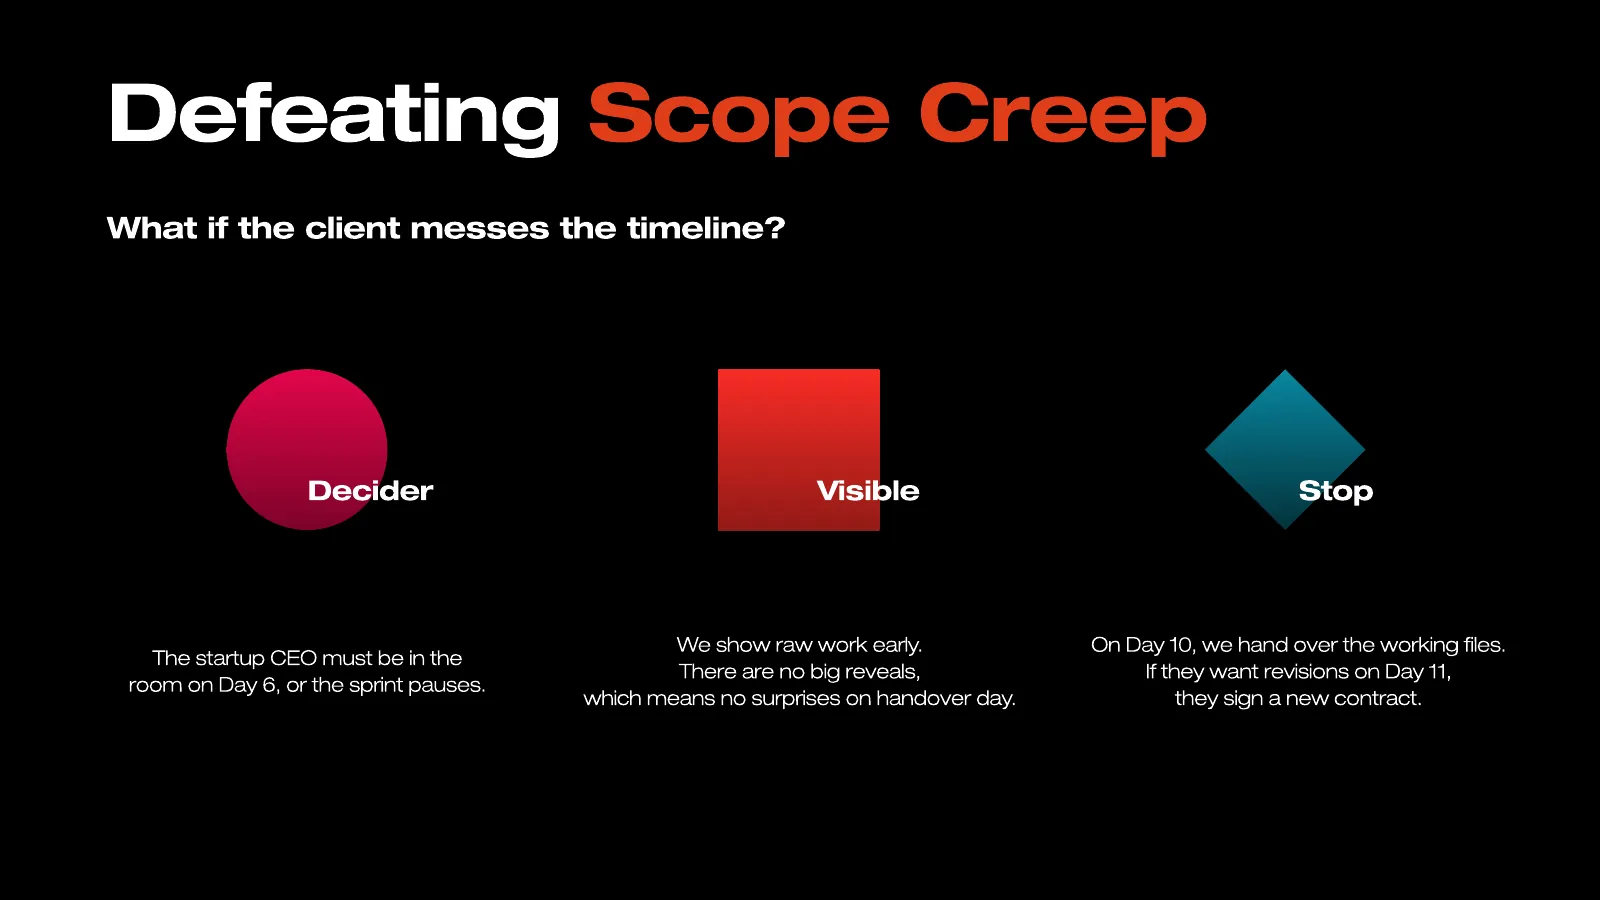 Defeating Scope Creep
What if the client messes the timeline?
Decider
The startup CEO must be in the
room on Day 6, or the sprint pauses.
Visible
We show raw work early.
There are no big reveals,
which means no surprises on handover day.
Stop
On Day 10, we hand over the working files.
If they want revisions on Day 11,
they sign a new contract.